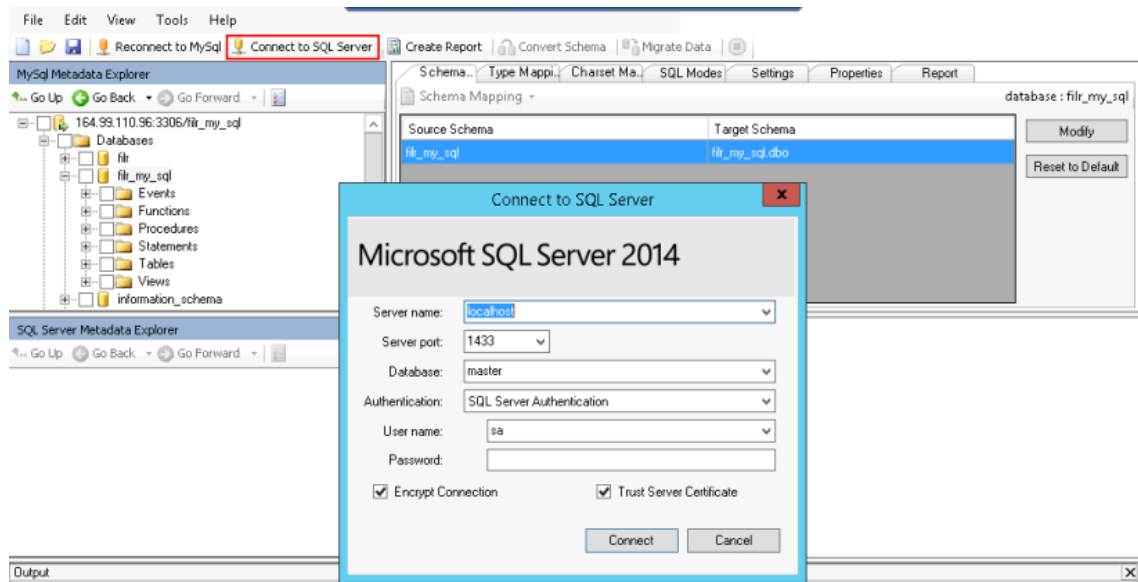 File Edit View Tools Help
Reconnect to MySql Connect to SQL Server Create Report Convert Schema Migrate Data
MySql Metadata Explorer
Schema.. Type Mappi.. Charset Ma.. SQL Modes Settings Properties Report
Go Up Go Back Go Forward
Schema Mapping database : filr_my_sql
164.99.110.96:3306/filr_my_sql
Databases
filr
filr_my_sql
Events
Functions
Procedures
Statements
Tables
Views
information_schema
Source Schema Target Schema
filr_my_sql filr_my_sql.dbo
Modify
Reset to Default
SQL Server Metadata Explorer
Go Up Go Back Go Forward
Connect to SQL Server x
Microsoft SQL Server 2014
Server name: localhost
Server port: 1433
Database: master
Authentication: SQL Server Authentication
User name: sa
Password:
Encrypt Connection Trust Server Certificate
Connect Cancel
Output